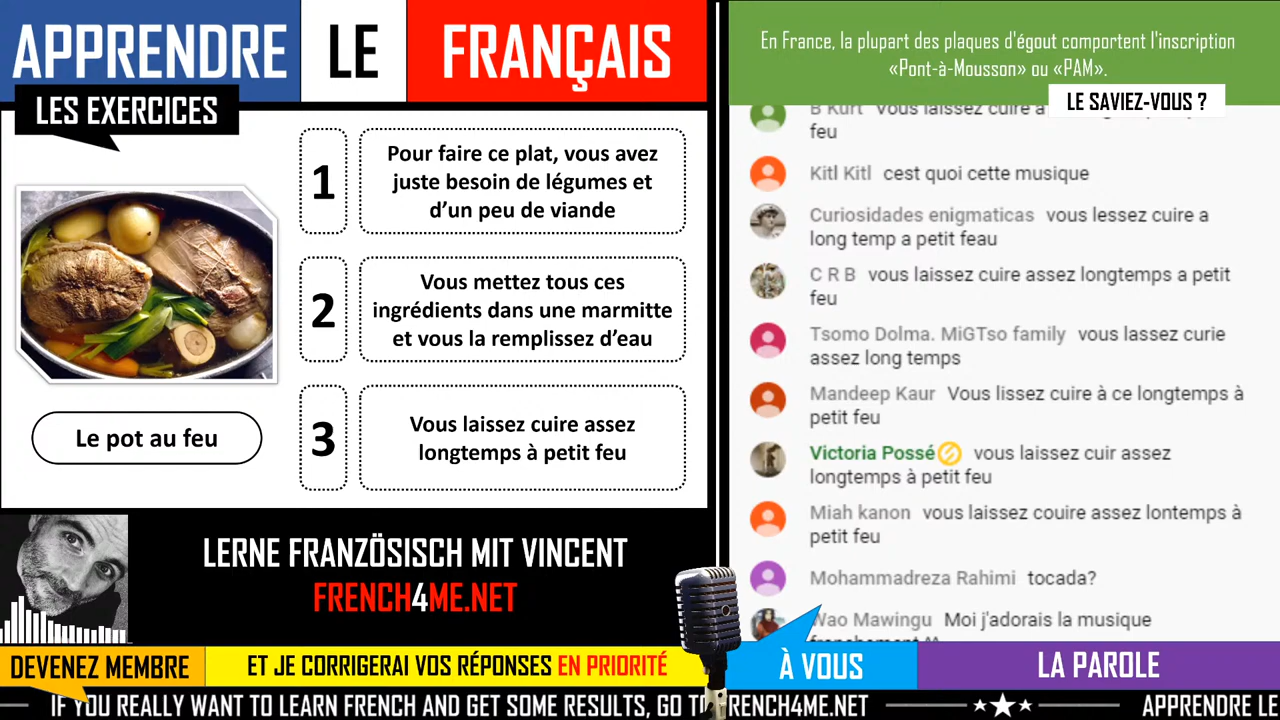 APPRENDRE LE FRANÇAIS
LES EXERCICES
1
Pour faire ce plat, vous avez
juste besoin de légumes et
d’un peu de viande
2
Vous mettez tous ces
ingrédients dans une marmitte
et vous la remplissez d’eau
3
Vous laissez cuire assez
longtemps à petit feu
Le pot au feu
LERNE FRANZÖSISCH MIT VINCENT
FRENCH4ME.NET
DEVENEZ MEMBRE
ET JE CORRIGERAI VOS RÉPONSES EN PRIORITÉ
En France, la plupart des plaques d'égout comportent l'inscription
«Pont-à-Mousson» ou «PAM».
LE SAVIEZ-VOUS ?
B Kurt vous laissez cuire a
feu
Kitl Kitl cest quoi cette musique
Curiosidades enigmaticas vous lessez cuire a
long temp a petit feau
C R B vous laissez cuire assez longtemps a petit
feu
Tsomo Dolma. MiGTso family vous lassez curie
assez long temps
Mandeep Kaur Vous lissez cuire à ce longtemps à
petit feu
Victoria Possé vous laissez cuir assez
longtemps à petit feu
Miah kanon vous laissez couire assez lontemps à
petit feu
Mohammadreza Rahimi tocada?
Wao Mawingu Moi j'adorais la musique
À VOUS
LA PAROLE
IF YOU REALLY WANT TO LEARN FRENCH AND GET SOME RESULTS, GO TO FRENCH4ME.NET
APPRENDRE LE